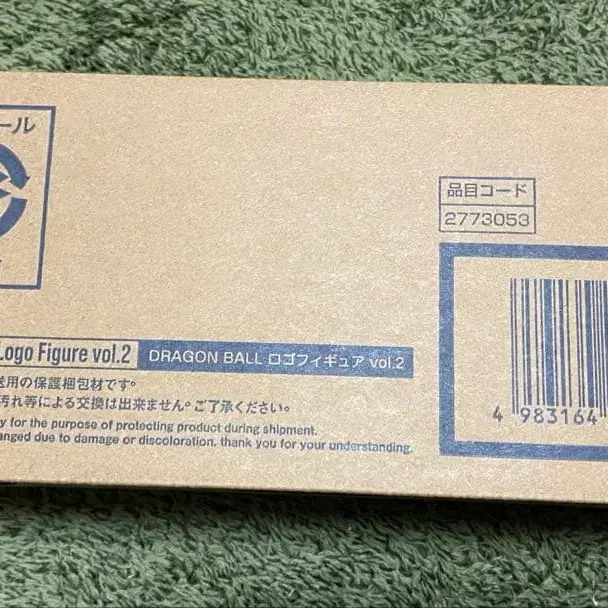 ール
品目コード
2773053
Logo Figure vol.2 DRAGON BALL ロゴフィギュア vol.2
送用の保護梱包材です。
汚れ等による交換は出来ません。ご了承ください。
y for the purpose of protecting product during shipment.
anged due to damage or discoloration, thank you for your understanding.
4 983164